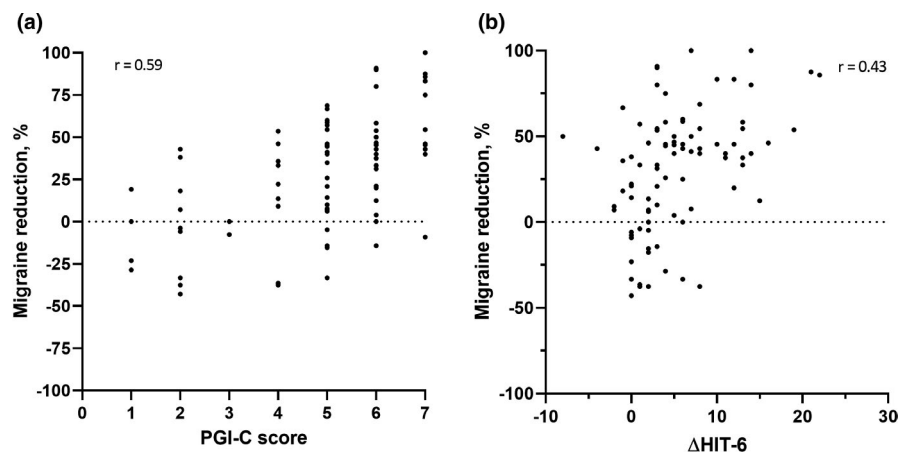 (a)
r = 0.59
Migraine reduction, %
100
75
50
25
0
-25
-50
-75
-100
0 1 2 3 4 5 6 7
PGI-C score
(b)
r = 0.43
Migraine reduction, %
100
50
0
-50
-100
-10 0 10 20 30
ΔHIT-6